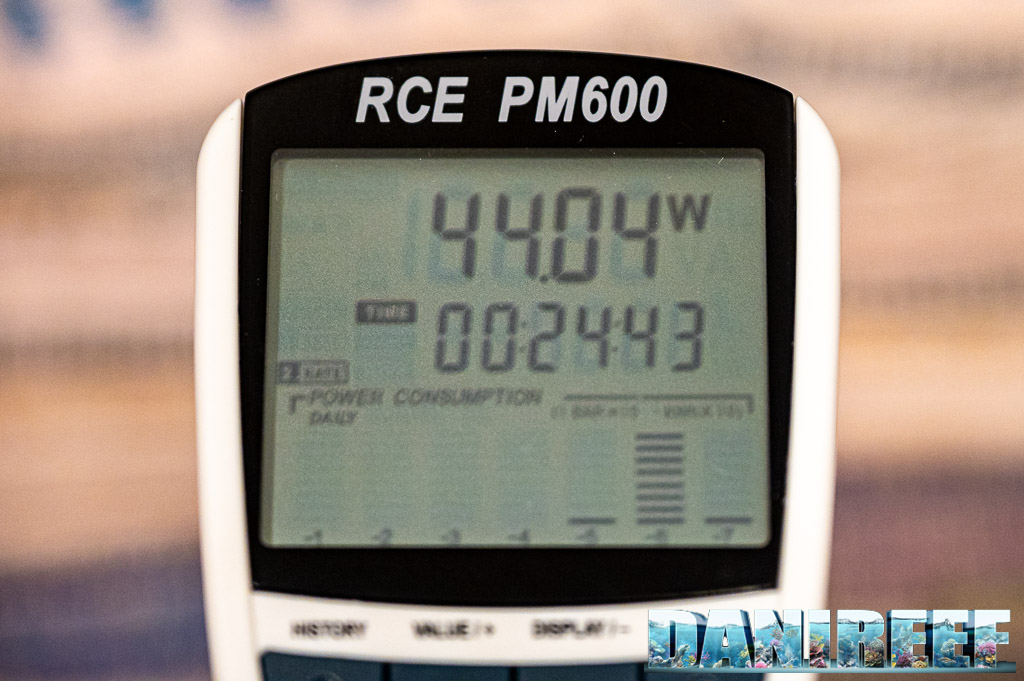 RCE PM600
44.04 W
TIME 00:24:43
2 RATE
POWER CONSUMPTION
DAILY
-1 -2 -3 -4 -5 -6 -7
HISTORY VALUE / + DISPLAY / -
DANIREEF